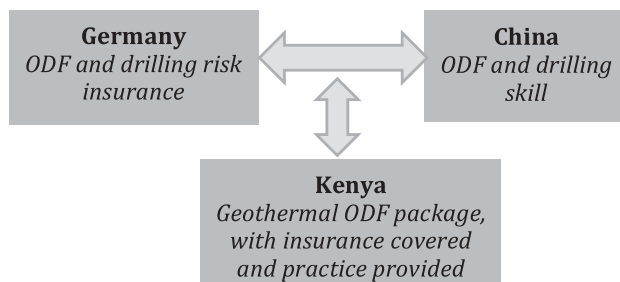 Germany
ODF and drilling risk
insurance
China
ODF and drilling
skill
Kenya
Geothermal ODF package,
with insurance covered
and practice provided